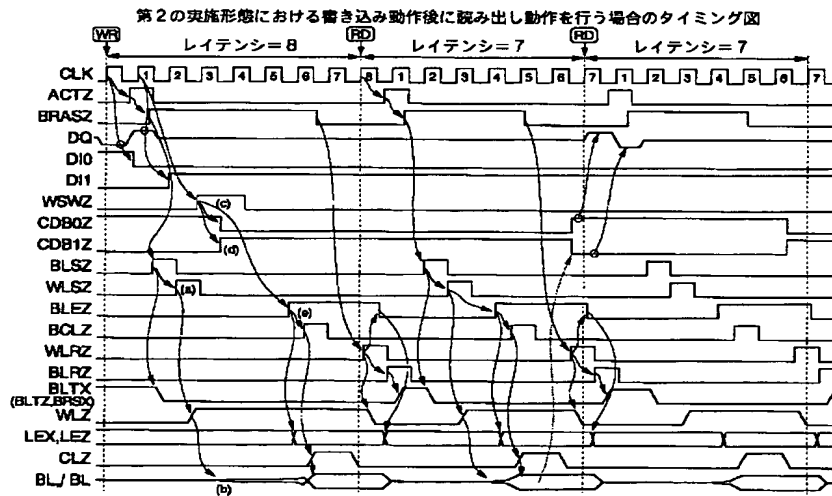 第2の実施形態における書き込み動作後に読み出し動作を行う場合のタイミング図
WR RD RD
レイテンシ=8 レイテンシ=7 レイテンシ=7
CLK 1 2 3 4 5 6 7 8 1 2 3 4 5 6 7 1 2 3 4 5 6 7
ACTZ
BRASZ
DQ
DI0
DI1
WSWZ (c)
CDB0Z
CDB1Z (d)
BLSZ
WLSZ (a)
BLEZ (e)
BCLZ
WLRZ
BLRZ
BLTX
(BLTZ,BRSX)
WLZ
LEX,LEZ
CLZ
BL,/BL (b)